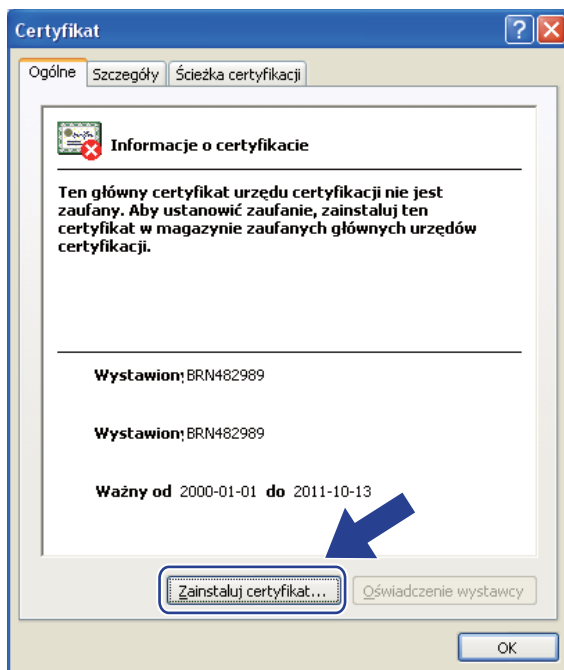 Certyfikat
Ogólne Szczegóły Ścieżka certyfikacji
Informacje o certyfikacie
Ten główny certyfikat urzędu certyfikacji nie jest
zaufany. Aby ustanowić zaufanie, zainstaluj ten
certyfikat w magazynie zaufanych głównych urzędów
certyfikacji.
Wystawiony BRN482989
Wystawiony BRN482989
Ważny od 2000-01-01 do 2011-10-13
Zainstaluj certyfikat... Oświadczenie wystawcy
OK